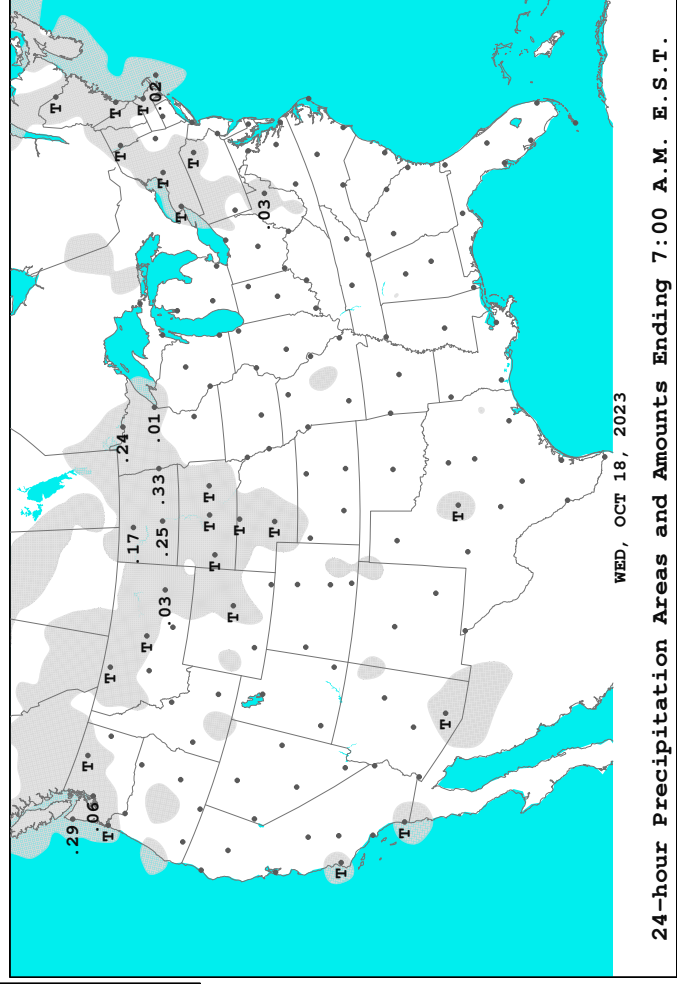 .29
.06
T
T
T
T
.03
.17
.25
.33
.24
.01
T
T
T
T
T
T
T
T
T
T
.03
T
T
T
T
T
T
T
.02
WED, OCT 18, 2023
24-hour Precipitation Areas and Amounts Ending 7:00 A.M. E.S.T.